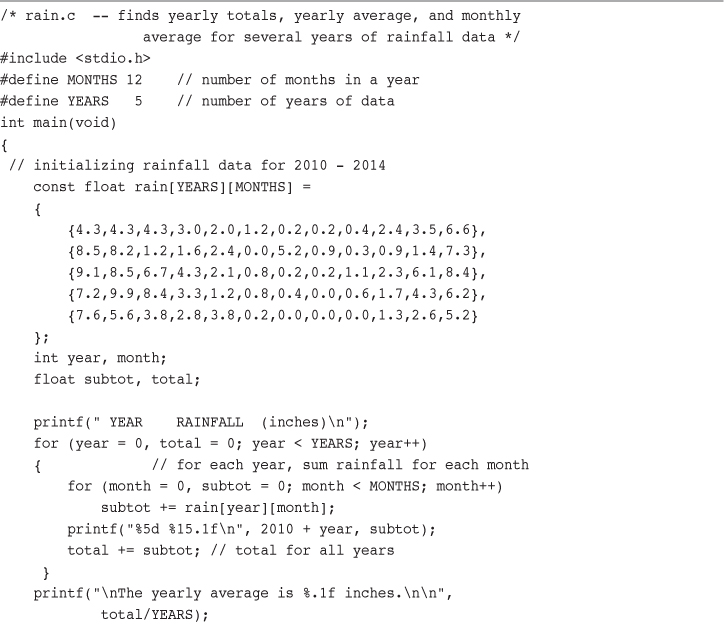 /* rain.c  -- finds yearly totals, yearly average, and monthly
                 average for several years of rainfall data */
#include <stdio.h>
#define MONTHS 12    // number of months in a year
#define YEARS   5    // number of years of data
int main(void)
{
 // initializing rainfall data for 2010 - 2014
    const float rain[YEARS][MONTHS] =
    {
        {4.3,4.3,4.3,3.0,2.0,1.2,0.2,0.2,0.4,2.4,3.5,6.6},
        {8.5,8.2,1.2,1.6,2.4,0.0,5.2,0.9,0.3,0.9,1.4,7.3},
        {9.1,8.5,6.7,4.3,2.1,0.8,0.2,0.2,1.1,2.3,6.1,8.4},
        {7.2,9.9,8.4,3.3,1.2,0.8,0.4,0.0,0.6,1.7,4.3,6.2},
        {7.6,5.6,3.8,2.8,3.8,0.2,0.0,0.0,0.0,1.3,2.6,5.2}
    };
    int year, month;
    float subtot, total;

    printf(" YEAR    RAINFALL  (inches)\n");
    for (year = 0, total = 0; year < YEARS; year++)
    {             // for each year, sum rainfall for each month
        for (month = 0, subtot = 0; month < MONTHS; month++)
            subtot += rain[year][month];
        printf("%5d %15.1f\n", 2010 + year, subtot);
        total += subtot; // total for all years
     }
    printf("\nThe yearly average is %.1f inches.\n\n",
            total/YEARS);